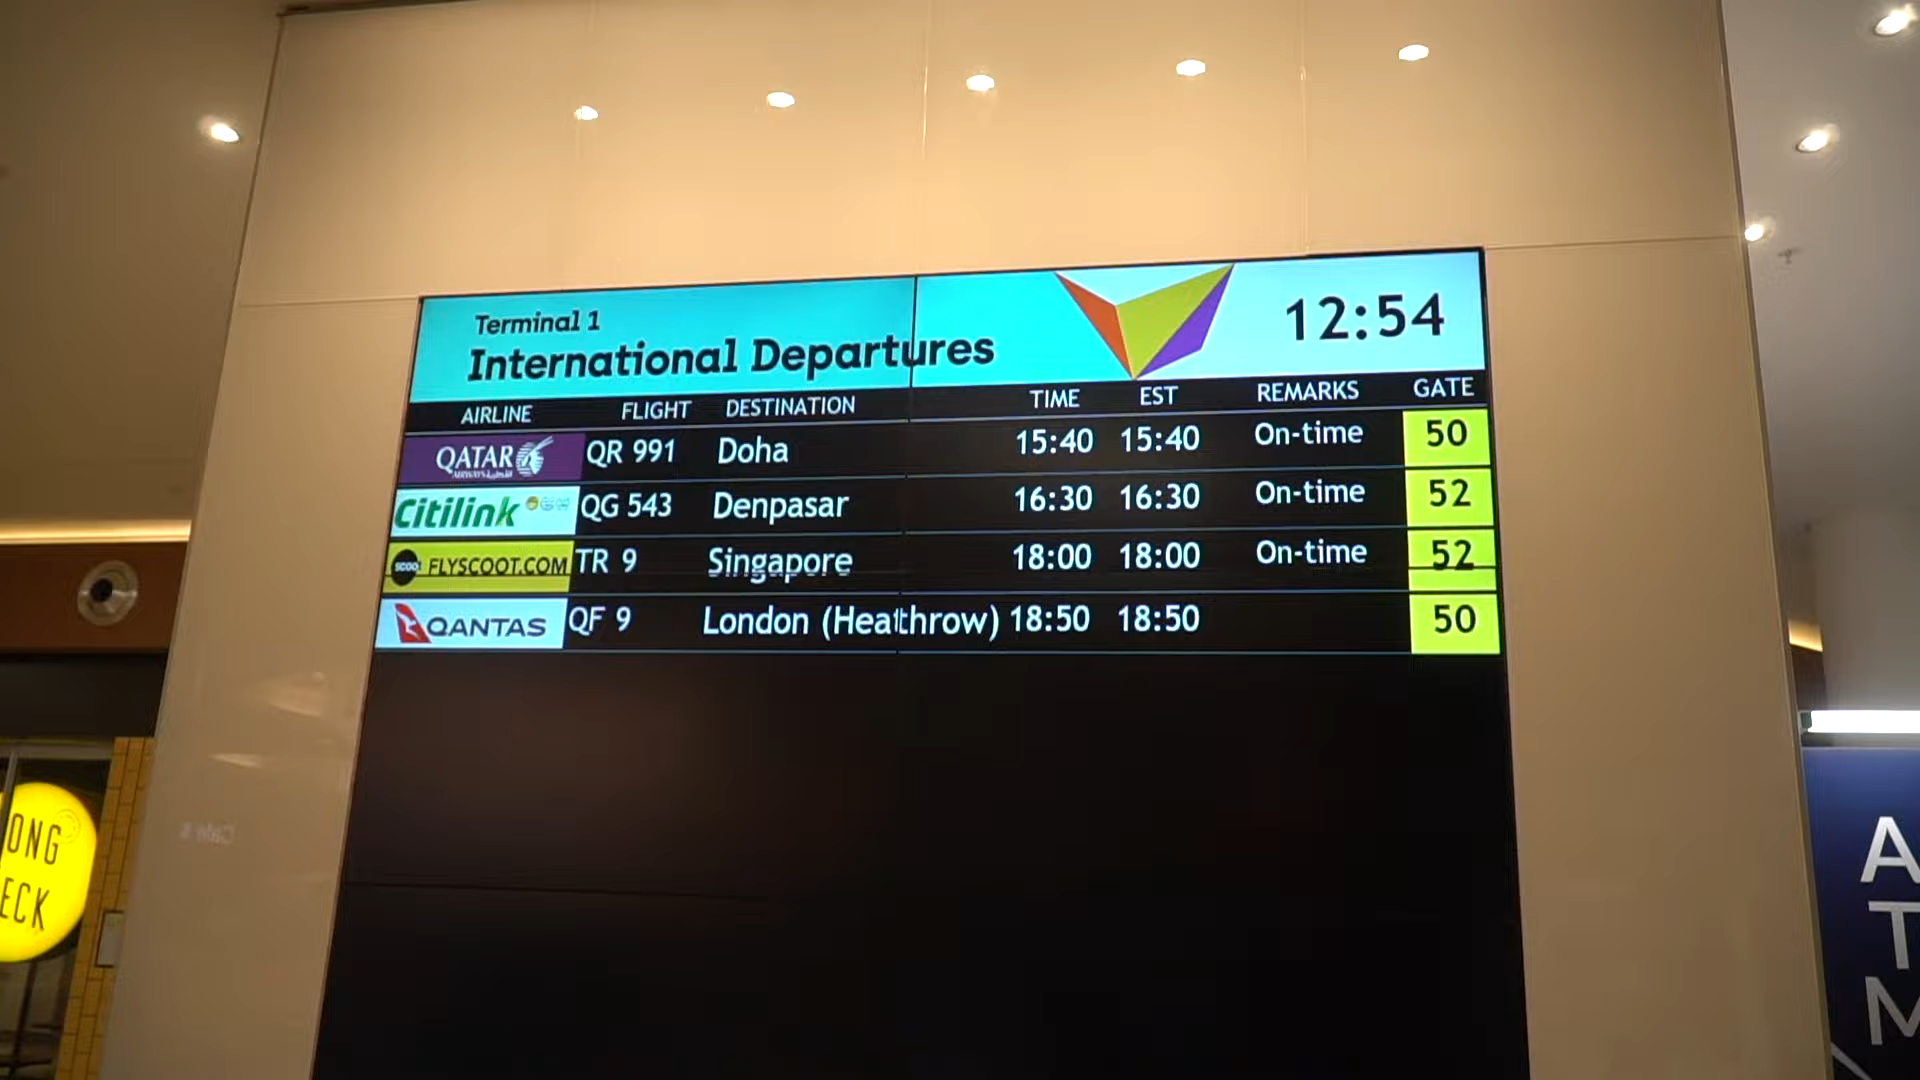 Terminal 1
International Departures
12:54
AIRLINE FLIGHT DESTINATION TIME EST REMARKS GATE
QATAR QR 991 Doha 15:40 15:40 On-time 50
AIRWAYS
Citilink QG 543 Denpasar 16:30 16:30 On-time 52
scoot FLYSCOOT.COM TR 9 Singapore 18:00 18:00 On-time 52
QANTAS QF 9 London (Heathrow) 18:50 18:50 50
ONG
ECK
A
T
M